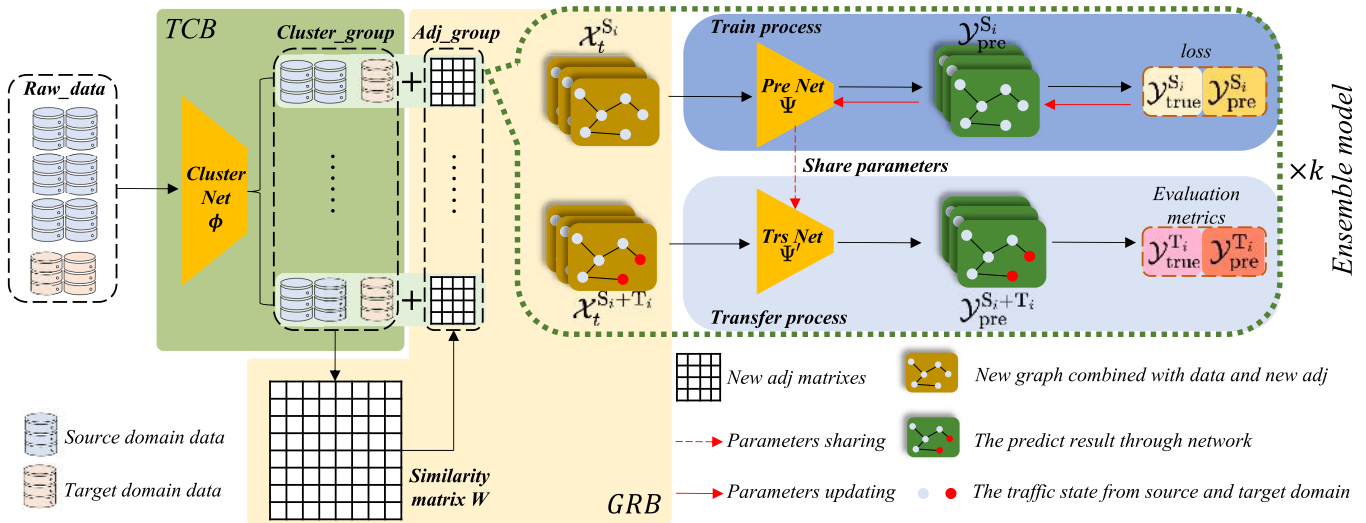 TCB
Raw_data
Cluster
Net
ϕ
Cluster_group
Adj_group
+
+
Similarity
matrix W
GRB
𝒳_t^{S_i}
Train process
Pre Net
Ψ
𝒴_pre^{S_i}
loss
𝒴_true^{S_i} 𝒴_pre^{S_i}
Share parameters
𝒳_t^{S_i+T_i}
Trs Net
Ψ′
𝒴_pre^{S_i+T_i}
Evaluation
metrics
𝒴_true^{T_i} 𝒴_pre^{T_i}
Transfer process
×k
Ensemble model
Source domain data
Target domain data
New adj matrixes
New graph combined with data and new adj
Parameters sharing
The predict result through network
Parameters updating
The traffic state from source and target domain